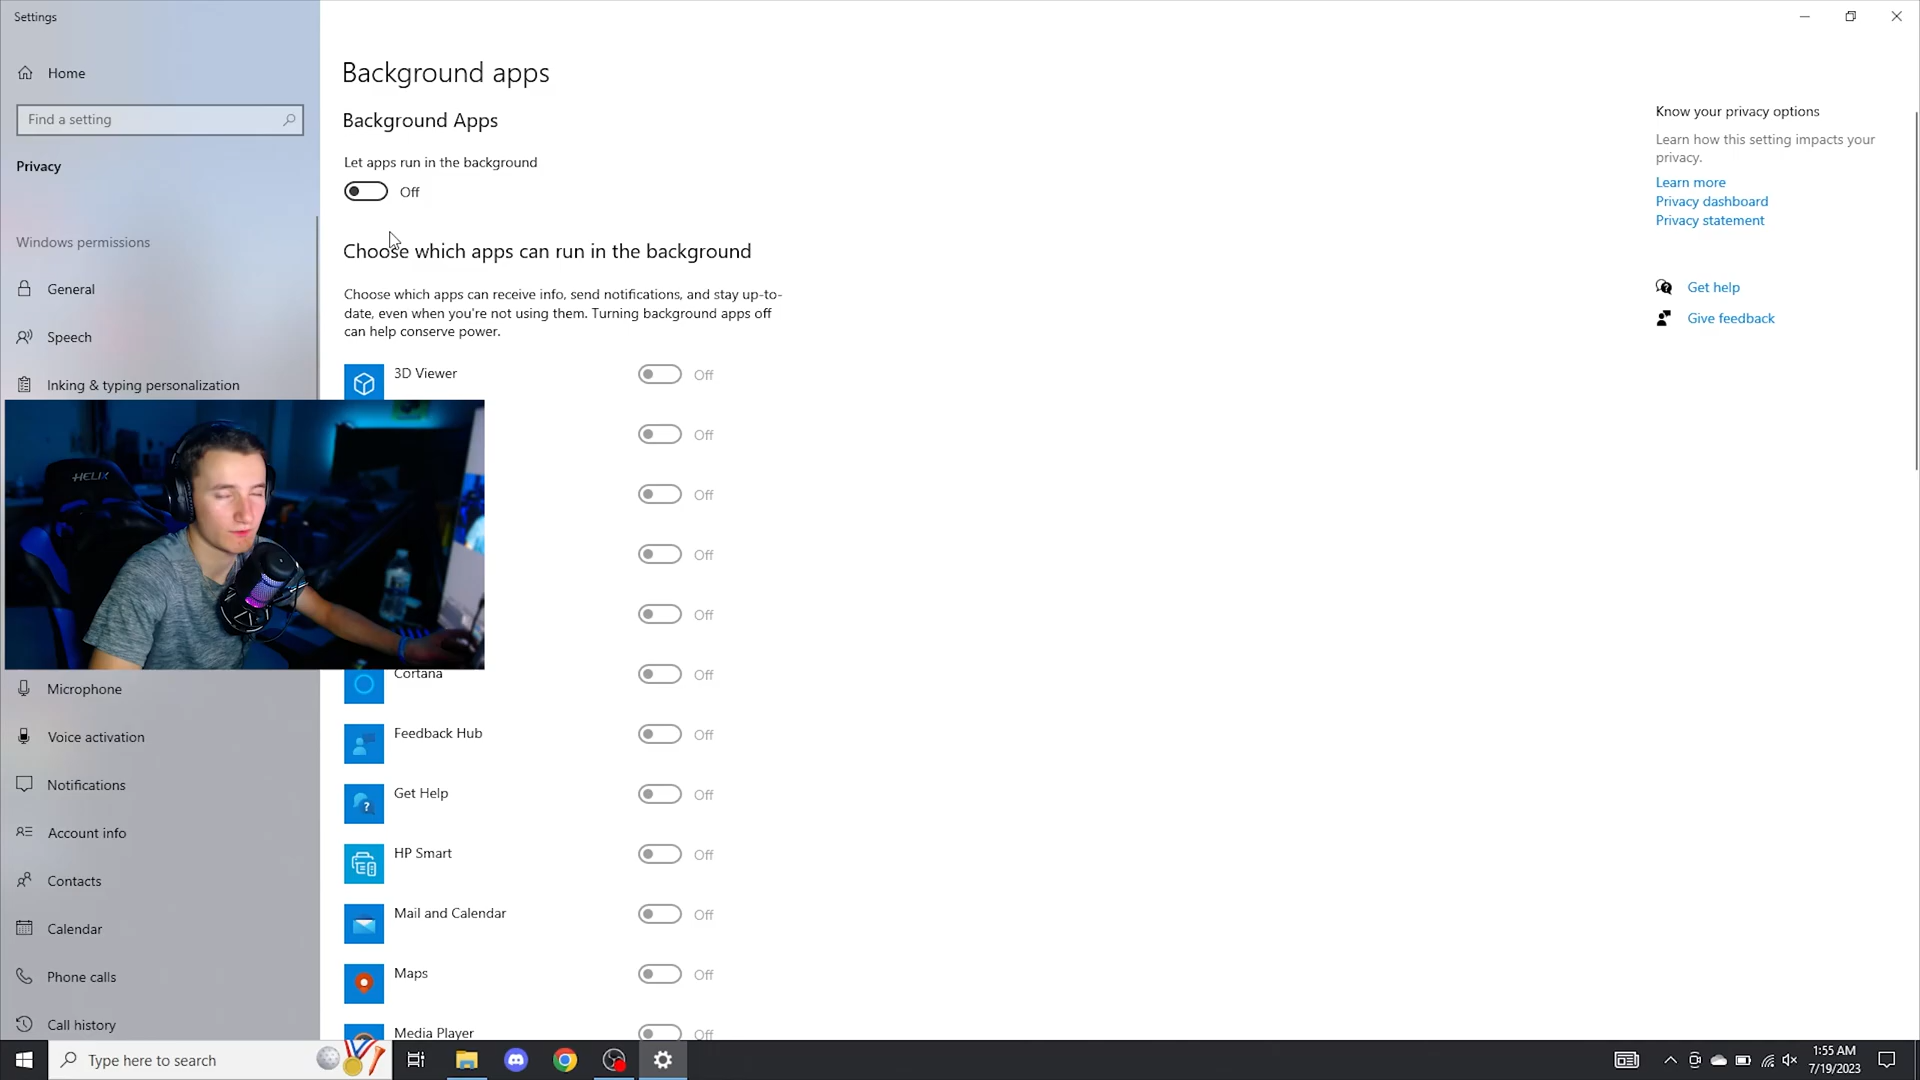 Settings
Home
Find a setting
Privacy
Windows permissions
General
Speech
Inking & typing personalization
Microphone
Voice activation
Notifications
Account info
Contacts
Calendar
Phone calls
Call history
Background apps
Background Apps
Let apps run in the background
Off
Choose which apps can run in the background
Choose which apps can receive info, send notifications, and stay up-to-
date, even when you're not using them. Turning background apps off
can help conserve power.
3D Viewer Off
Off
Off
Off
Off
Cortana Off
Feedback Hub Off
Get Help Off
HP Smart Off
Mail and Calendar Off
Maps Off
Media Player Off
Know your privacy options
Learn how this setting impacts your
privacy.
Learn more
Privacy dashboard
Privacy statement
Get help
Give feedback
HELIX
Type here to search
1:55 AM
7/19/2023